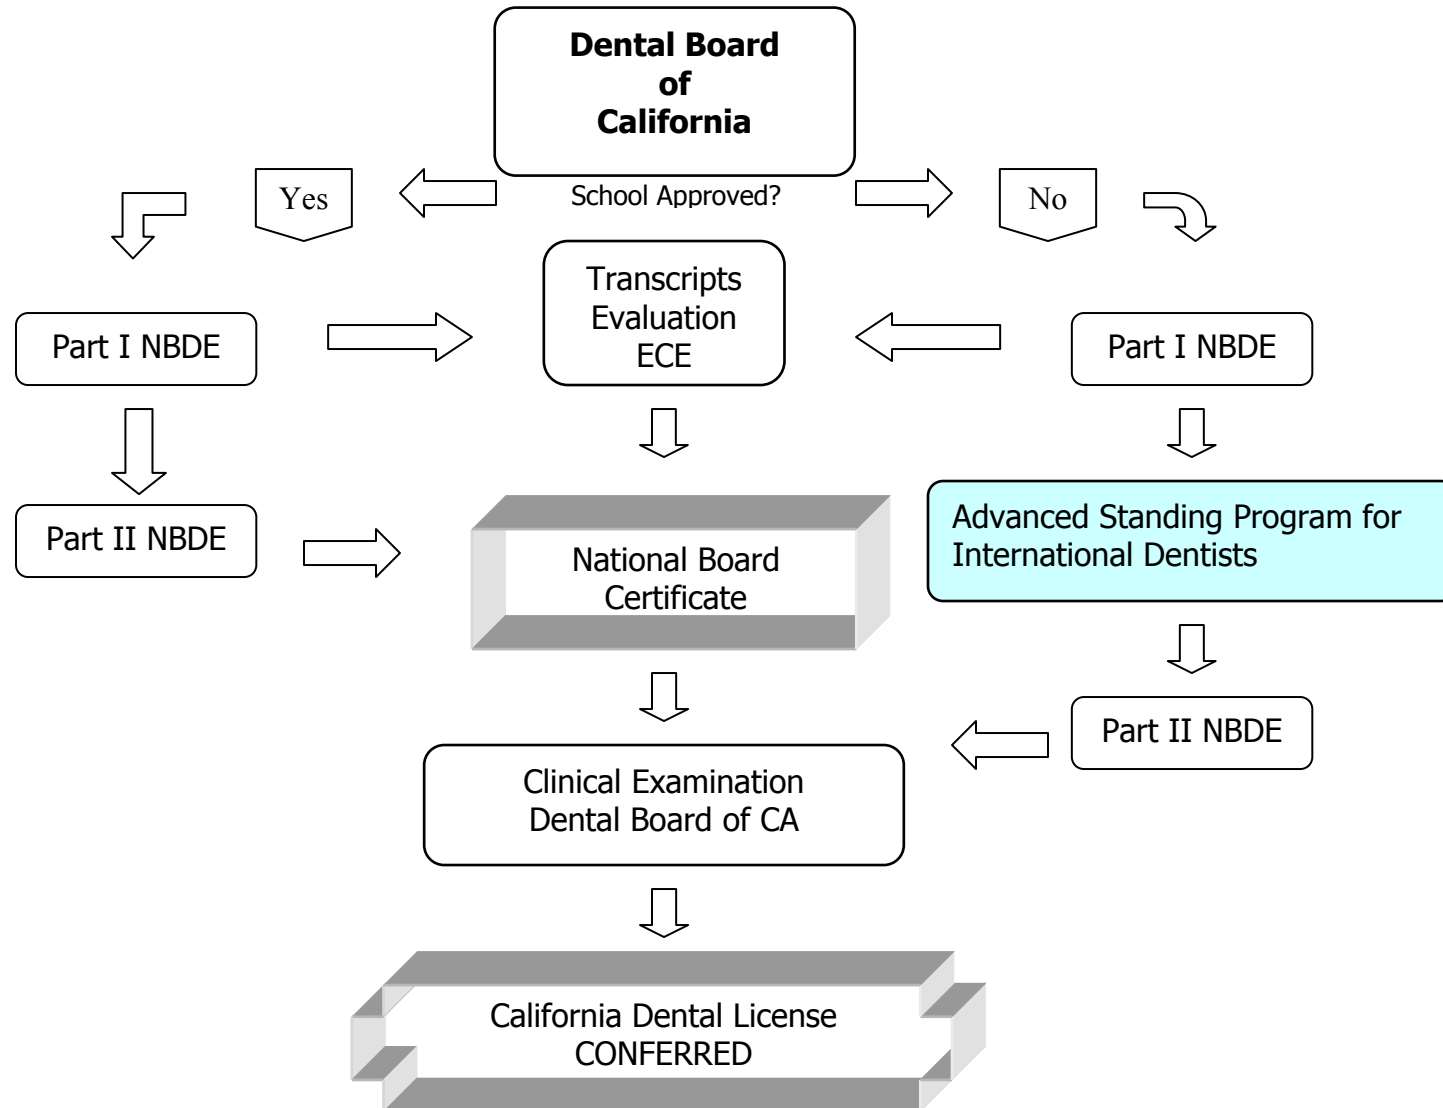 Dental Board
of
California
Yes
School Approved?
No
Transcripts
Evaluation
ECE
Part I NBDE
Part I NBDE
Part II NBDE
National Board
Certificate
Advanced Standing Program for
International Dentists
Part II NBDE
Clinical Examination
Dental Board of CA
California Dental License
CONFERRED